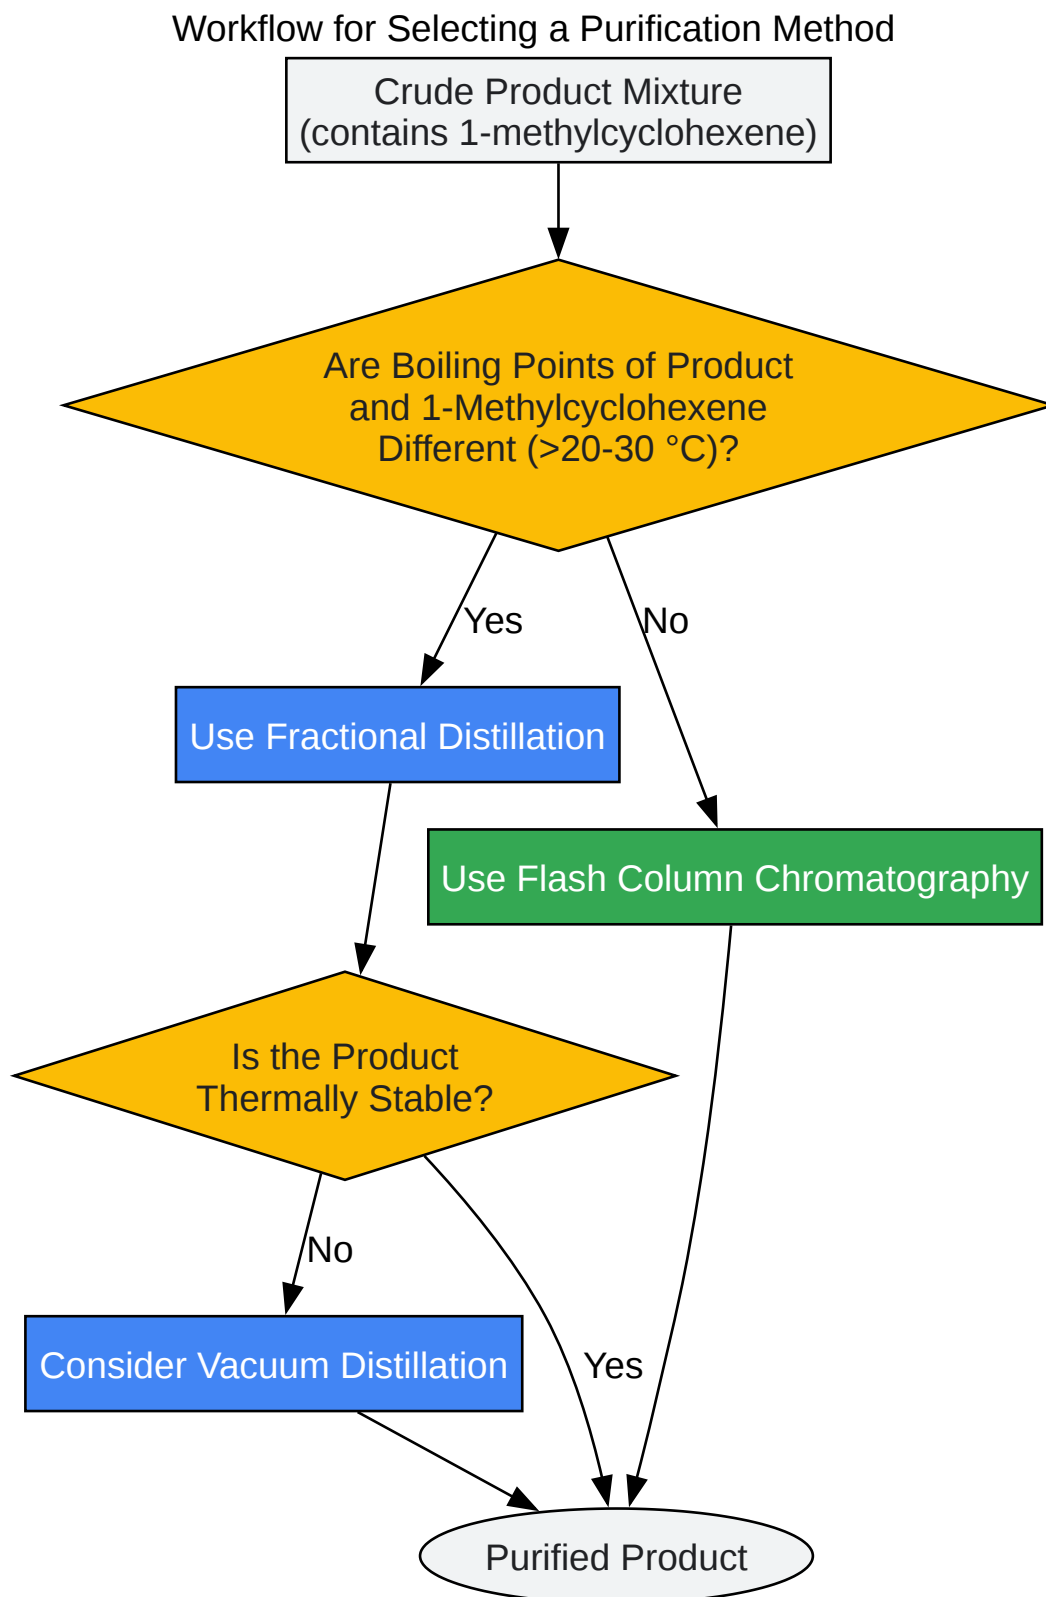 Workflow for Selecting a Purification Method
Crude Product Mixture
(contains 1-methylcyclohexene)
Are Boiling Points of Product
and 1-Methylcyclohexene
Different (>20-30 °C)?
Yes
No
Use Fractional Distillation
Use Flash Column Chromatography
Is the Product
Thermally Stable?
No
Yes
Consider Vacuum Distillation
Purified Product